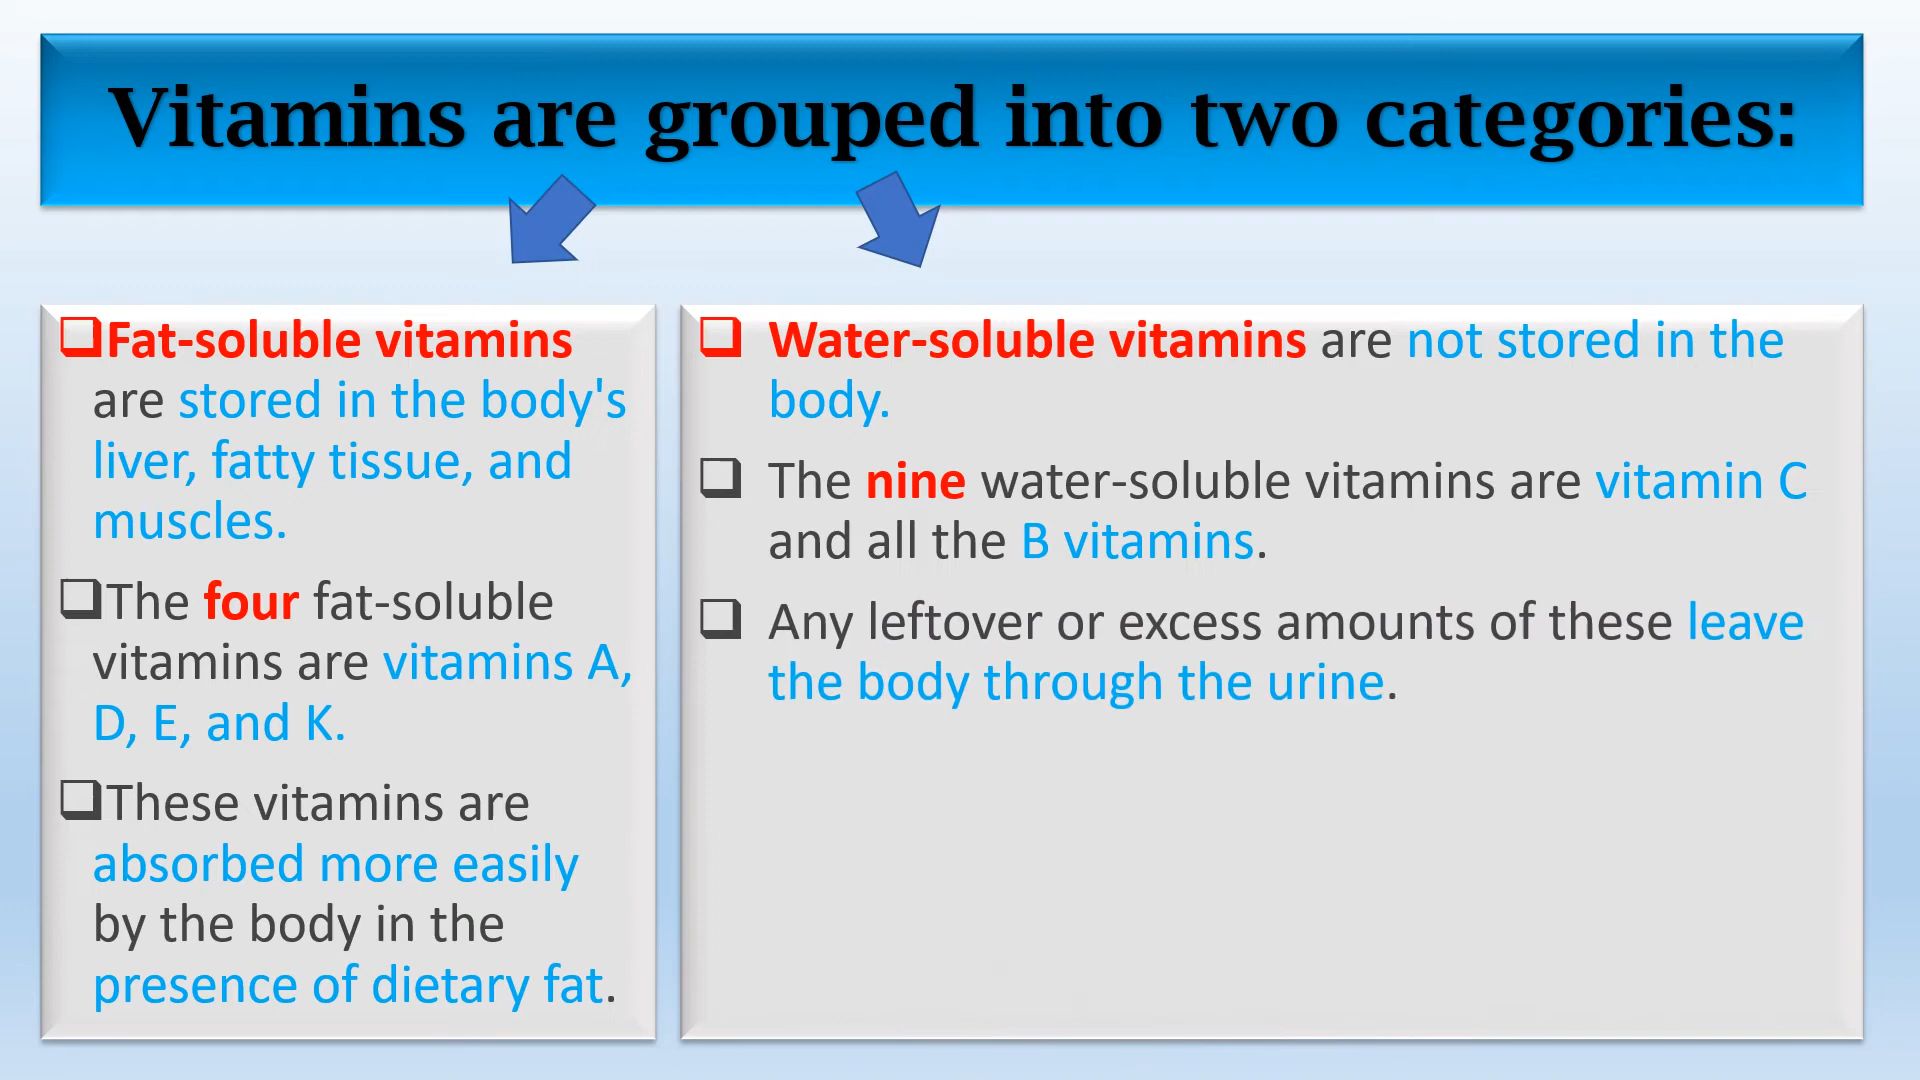 Vitamins are grouped into two categories:
Fat-soluble vitamins
are stored in the body's
liver, fatty tissue, and
muscles.
The four fat-soluble
vitamins are vitamins A,
D, E, and K.
These vitamins are
absorbed more easily
by the body in the
presence of dietary fat.
Water-soluble vitamins are not stored in the
body.
The nine water-soluble vitamins are vitamin C
and all the B vitamins.
Any leftover or excess amounts of these leave
the body through the urine.